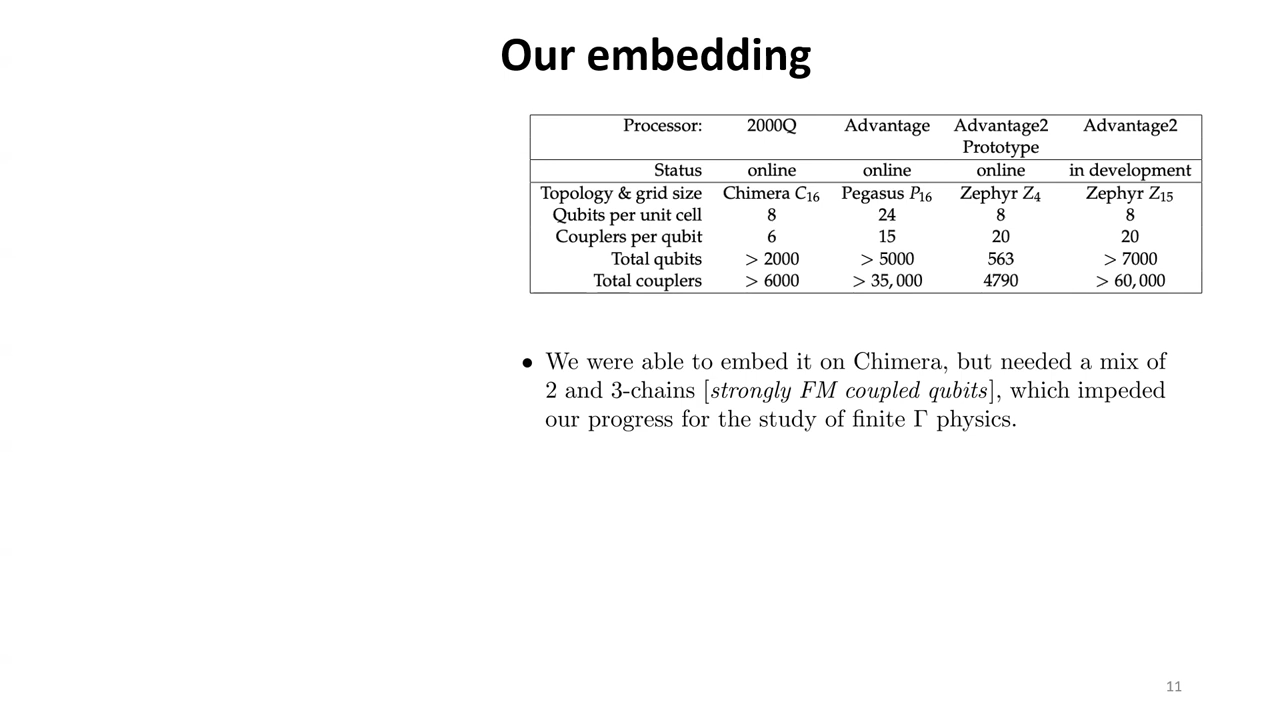 Our embedding
Processor: 2000Q Advantage Advantage2 Advantage2
Prototype
Status online online online in development
Topology & grid size Chimera C16 Pegasus P16 Zephyr Z4 Zephyr Z15
Qubits per unit cell 8 24 8 8
Couplers per qubit 6 15 20 20
Total qubits > 2000 > 5000 563 > 7000
Total couplers > 6000 > 35,000 4790 > 60,000
• We were able to embed it on Chimera, but needed a mix of
2 and 3-chains [strongly FM coupled qubits], which impeded
our progress for the study of finite Γ physics.
11